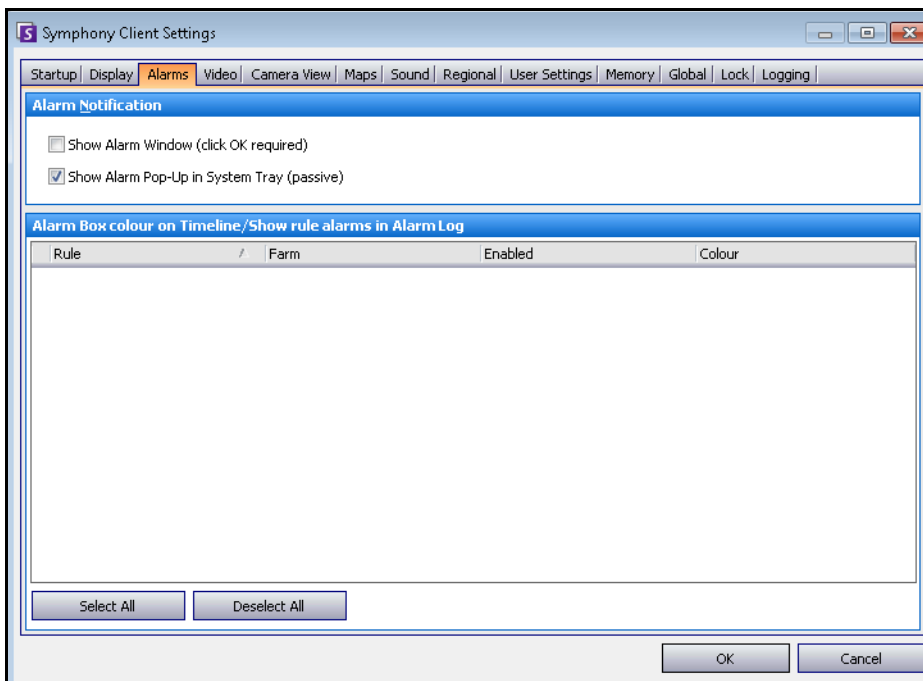 Symphony Client Settings
Startup Display Alarms Video Camera View Maps Sound Regional User Settings Memory Global Lock Logging
Alarm Notification
Show Alarm Window (click OK required)
Show Alarm Pop-Up in System Tray (passive)
Alarm Box colour on Timeline/Show rule alarms in Alarm Log
Rule Farm Enabled Colour
Select All Deselect All
OK Cancel